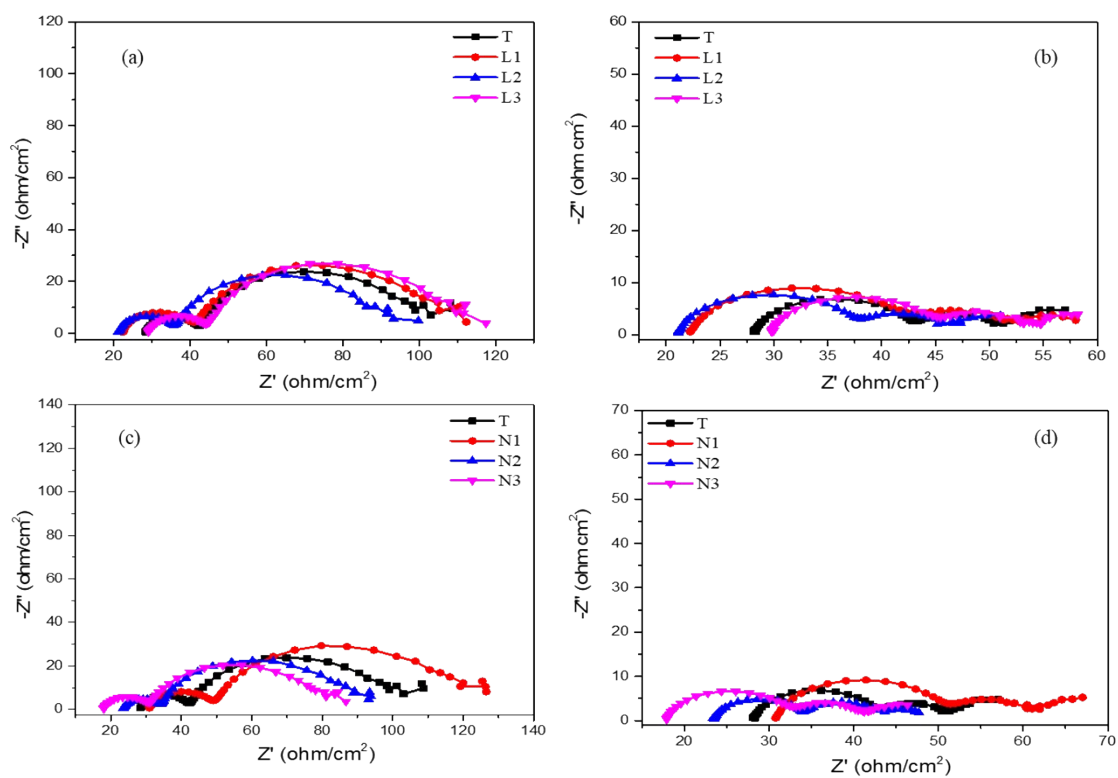 (a)
T
L1
L2
L3
120
100
80
60
40
20
0
20 40 60 80 100 120
-Z'' (ohm/cm²)
Z' (ohm/cm²)
(b)
T
L1
L2
L3
60
50
40
30
20
10
0
20 25 30 35 40 45 50 55 60
-Z'' (ohm cm²)
Z' (ohm/cm²)
(c)
T
N1
N2
N3
140
120
100
80
60
40
20
0
20 40 60 80 100 120 140
-Z'' (ohm/cm²)
Z' (ohm/cm²)
(d)
T
N1
N2
N3
70
60
50
40
30
20
10
0
20 30 40 50 60 70
-Z'' (ohm cm²)
Z' (ohm/cm²)